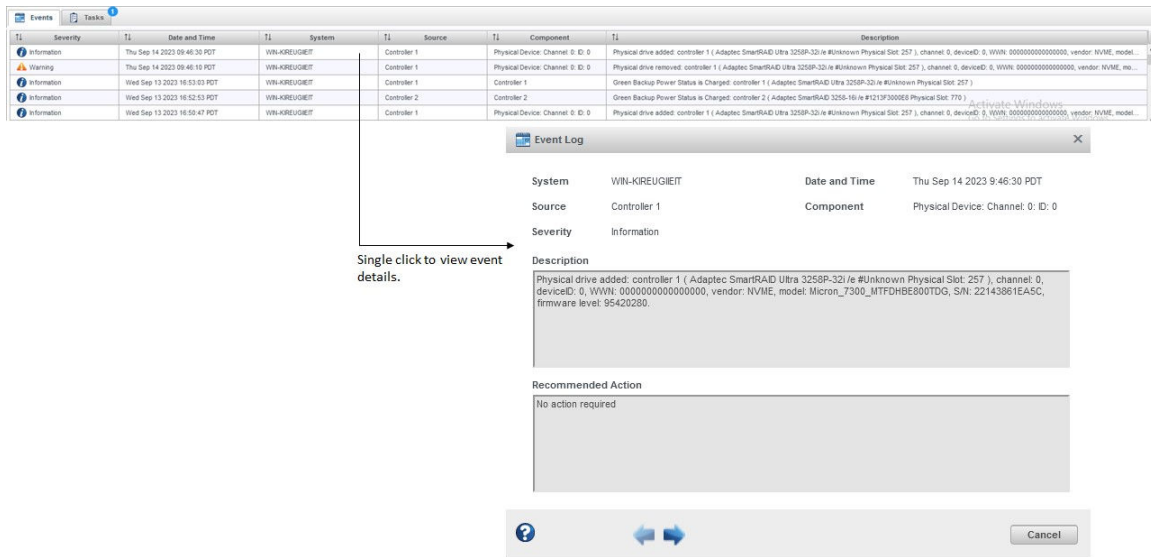 Events Tasks 1
Severity Date and Time System Source Component Description
Information Thu Sep 14 2023 09:46:30 PDT WIN-KIREUGIIEIT Controller 1 Physical Device: Channel: 0: ID: 0 Physical drive added: controller 1 ( Adaptec SmartRAID Ultra 3258P-32i /e #Unknown Physical Slot: 257 ), channel: 0, deviceID: 0, WWN: 0000000000000000, vendor: NVME, model...
Warning Thu Sep 14 2023 09:46:10 PDT WIN-KIREUGIIEIT Controller 1 Physical Device: Channel: 0: ID: 0 Physical drive removed: controller 1 ( Adaptec SmartRAID Ultra 3258P-32i /e #Unknown Physical Slot: 257 ), channel: 0, deviceID: 0, WWN: 0000000000000000, vendor: NVME, mo...
Information Wed Sep 13 2023 16:53:03 PDT WIN-KIREUGIIEIT Controller 1 Controller 1 Green Backup Power Status is Charged: controller 1 ( Adaptec SmartRAID Ultra 3258P-32i /e #Unknown Physical Slot: 257 )
Information Wed Sep 13 2023 16:52:53 PDT WIN-KIREUGIIEIT Controller 2 Controller 2 Green Backup Power Status is Charged: controller 2 ( Adaptec SmartRAID 3258-16i /e #1213F3000E8 Physical Slot: 770 )
Activate Windows
Information Wed Sep 13 2023 16:50:47 PDT WIN-KIREUGIIEIT Controller 1 Physical Device: Channel: 0: ID: 0 Physical drive added: controller 1 ( Adaptec SmartRAID Ultra 3258P-32i /e #Unknown Physical Slot: 257 ), channel: 0, deviceID: 0, WWN: 0000000000000000, vendor: NVME, model...
Event Log
System WIN-KIREUGIIEIT Date and Time Thu Sep 14 2023 9:46:30 PDT
Source Controller 1 Component Physical Device: Channel: 0: ID: 0
Severity Information
Single click to view event
details.
Description
Physical drive added: controller 1 ( Adaptec SmartRAID Ultra 3258P-32i /e #Unknown Physical Slot: 257 ), channel: 0,
deviceID: 0, WWN: 0000000000000000, vendor: NVME, model: Micron_7300_MTFDHBE800TDG, S/N: 22143861EA5C,
firmware level: 95420280.
Recommended Action
No action required
Cancel